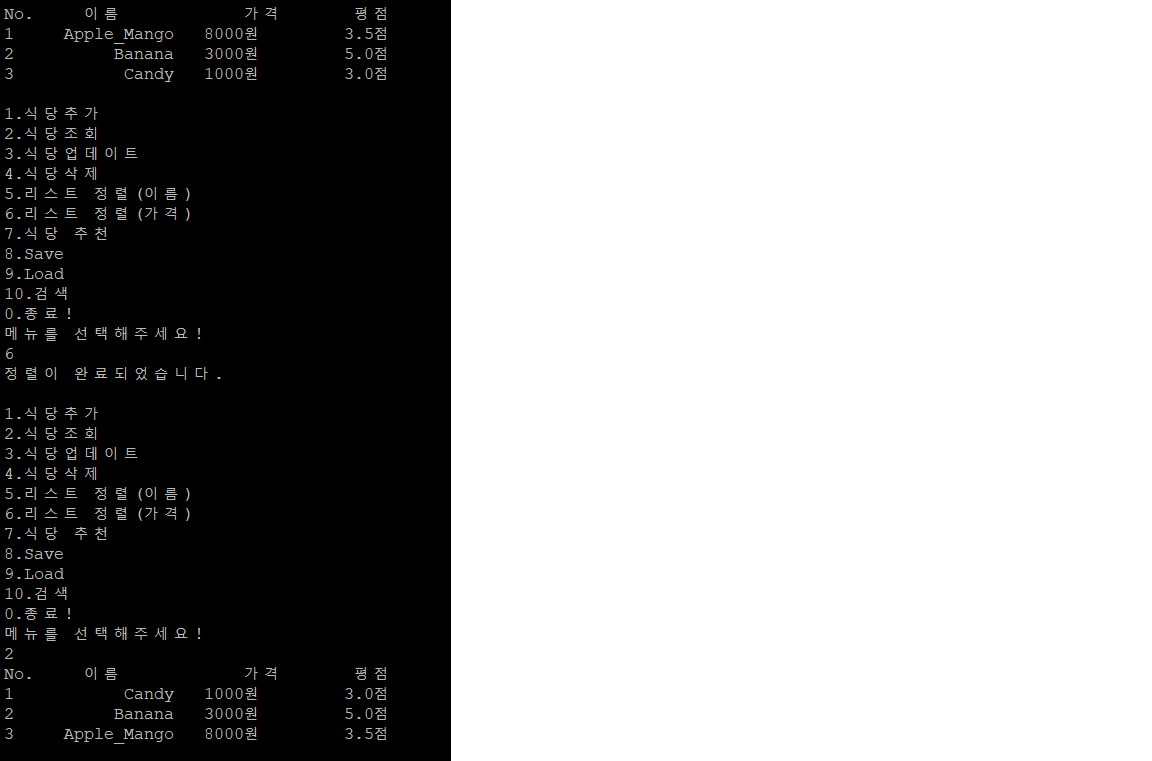 No. 이름 가격 평점
1 Apple_Mango 8000원 3.5점
2 Banana 3000원 5.0점
3 Candy 1000원 3.0점
1.식당추가
2.식당조회
3.식당업데이트
4.식당삭제
5.리스트 정렬(이름)
6.리스트 정렬(가격)
7.식당 추천
8.Save
9.Load
10.검색
0.종료!
메뉴를 선택해주세요!
6
정렬이 완료되었습니다.
1.식당추가
2.식당조회
3.식당업데이트
4.식당삭제
5.리스트 정렬(이름)
6.리스트 정렬(가격)
7.식당 추천
8.Save
9.Load
10.검색
0.종료!
메뉴를 선택해주세요!
2
No. 이름 가격 평점
1 Candy 1000원 3.0점
2 Banana 3000원 5.0점
3 Apple_Mango 8000원 3.5점